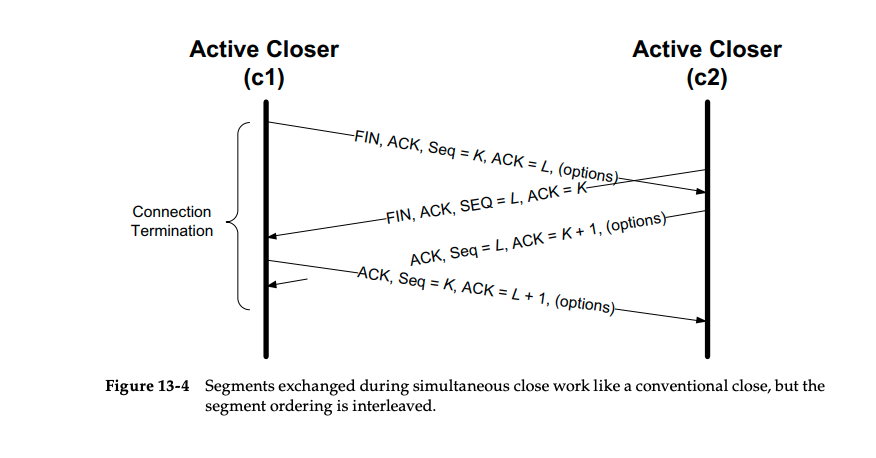 Active Closer
(c1)
Active Closer
(c2)
FIN, ACK, Seq = K, ACK = L, (options)
FIN, ACK, SEQ = L, ACK = K
Connection
Termination
ACK, Seq = L, ACK = K + 1, (options)
ACK, Seq = K, ACK = L + 1, (options)
Figure 13-4 Segments exchanged during simultaneous close work like a conventional close, but the
segment ordering is interleaved.